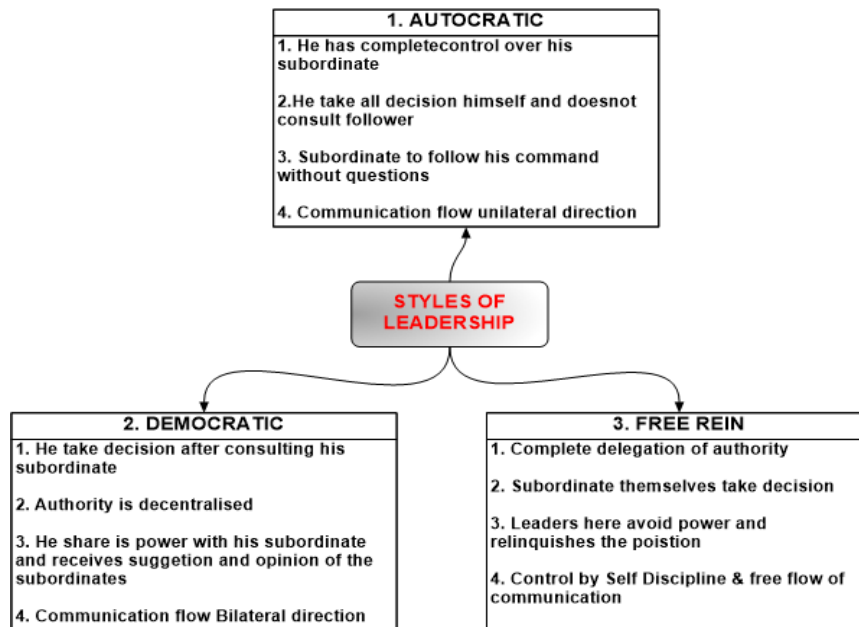 1. AUTOCRATIC
1. He has completecontrol over his
subordinate
2.He take all decision himself and doesnot
consult follower
3. Subordinate to follow his command
without questions
4. Communication flow unilateral direction
STYLES OF
LEADERSHIP
2. DEMOCRATIC
1. He take decision after consulting his
subordinate
2. Authority is decentralised
3. He share is power with his subordinate
and receives suggetion and opinion of the
subordinates
4. Communication flow Bilateral direction
3. FREE REIN
1. Complete delegation of authority
2. Subordinate themselves take decision
3. Leaders here avoid power and
relinquishes the poistion
4. Control by Self Discipline & free flow of
communication